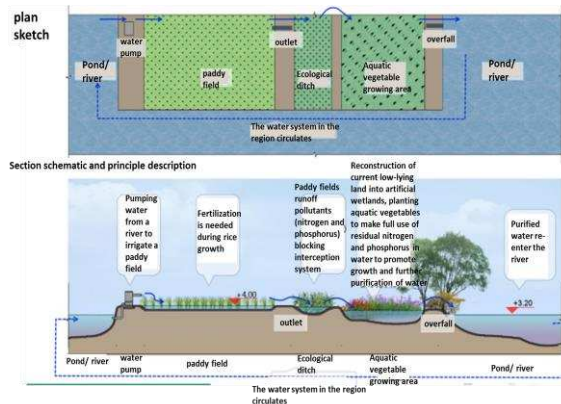 plan
sketch
water
pump
outlet
overfall
Pond/
river
paddy
field
Ecological
ditch
Aquatic
vegetable
growing area
Pond/
river
The water system in the
region circulates
Section schematic and principle description
Pumping
water
from a
river to
irrigate a
paddy
field
Fertilization
is needed
during rice
growth
Paddy fields
runoff
pollutants
(nitrogen and
phosphorus)
blocking
interception
system
Reconstruction of
current low-lying
land into artificial
wetlands, planting
aquatic vegetables
to make full use of
residual nitrogen
and phosphorus in
water to promote
growth and further
purification of water
Purified
water re-
enter the
river
4.00
+3.20
outlet
overfall
Pond/ river
water
pump
paddy field
Ecological
ditch
Aquatic
vegetable
growing area
Pond/ river
The water system in the region
circulates